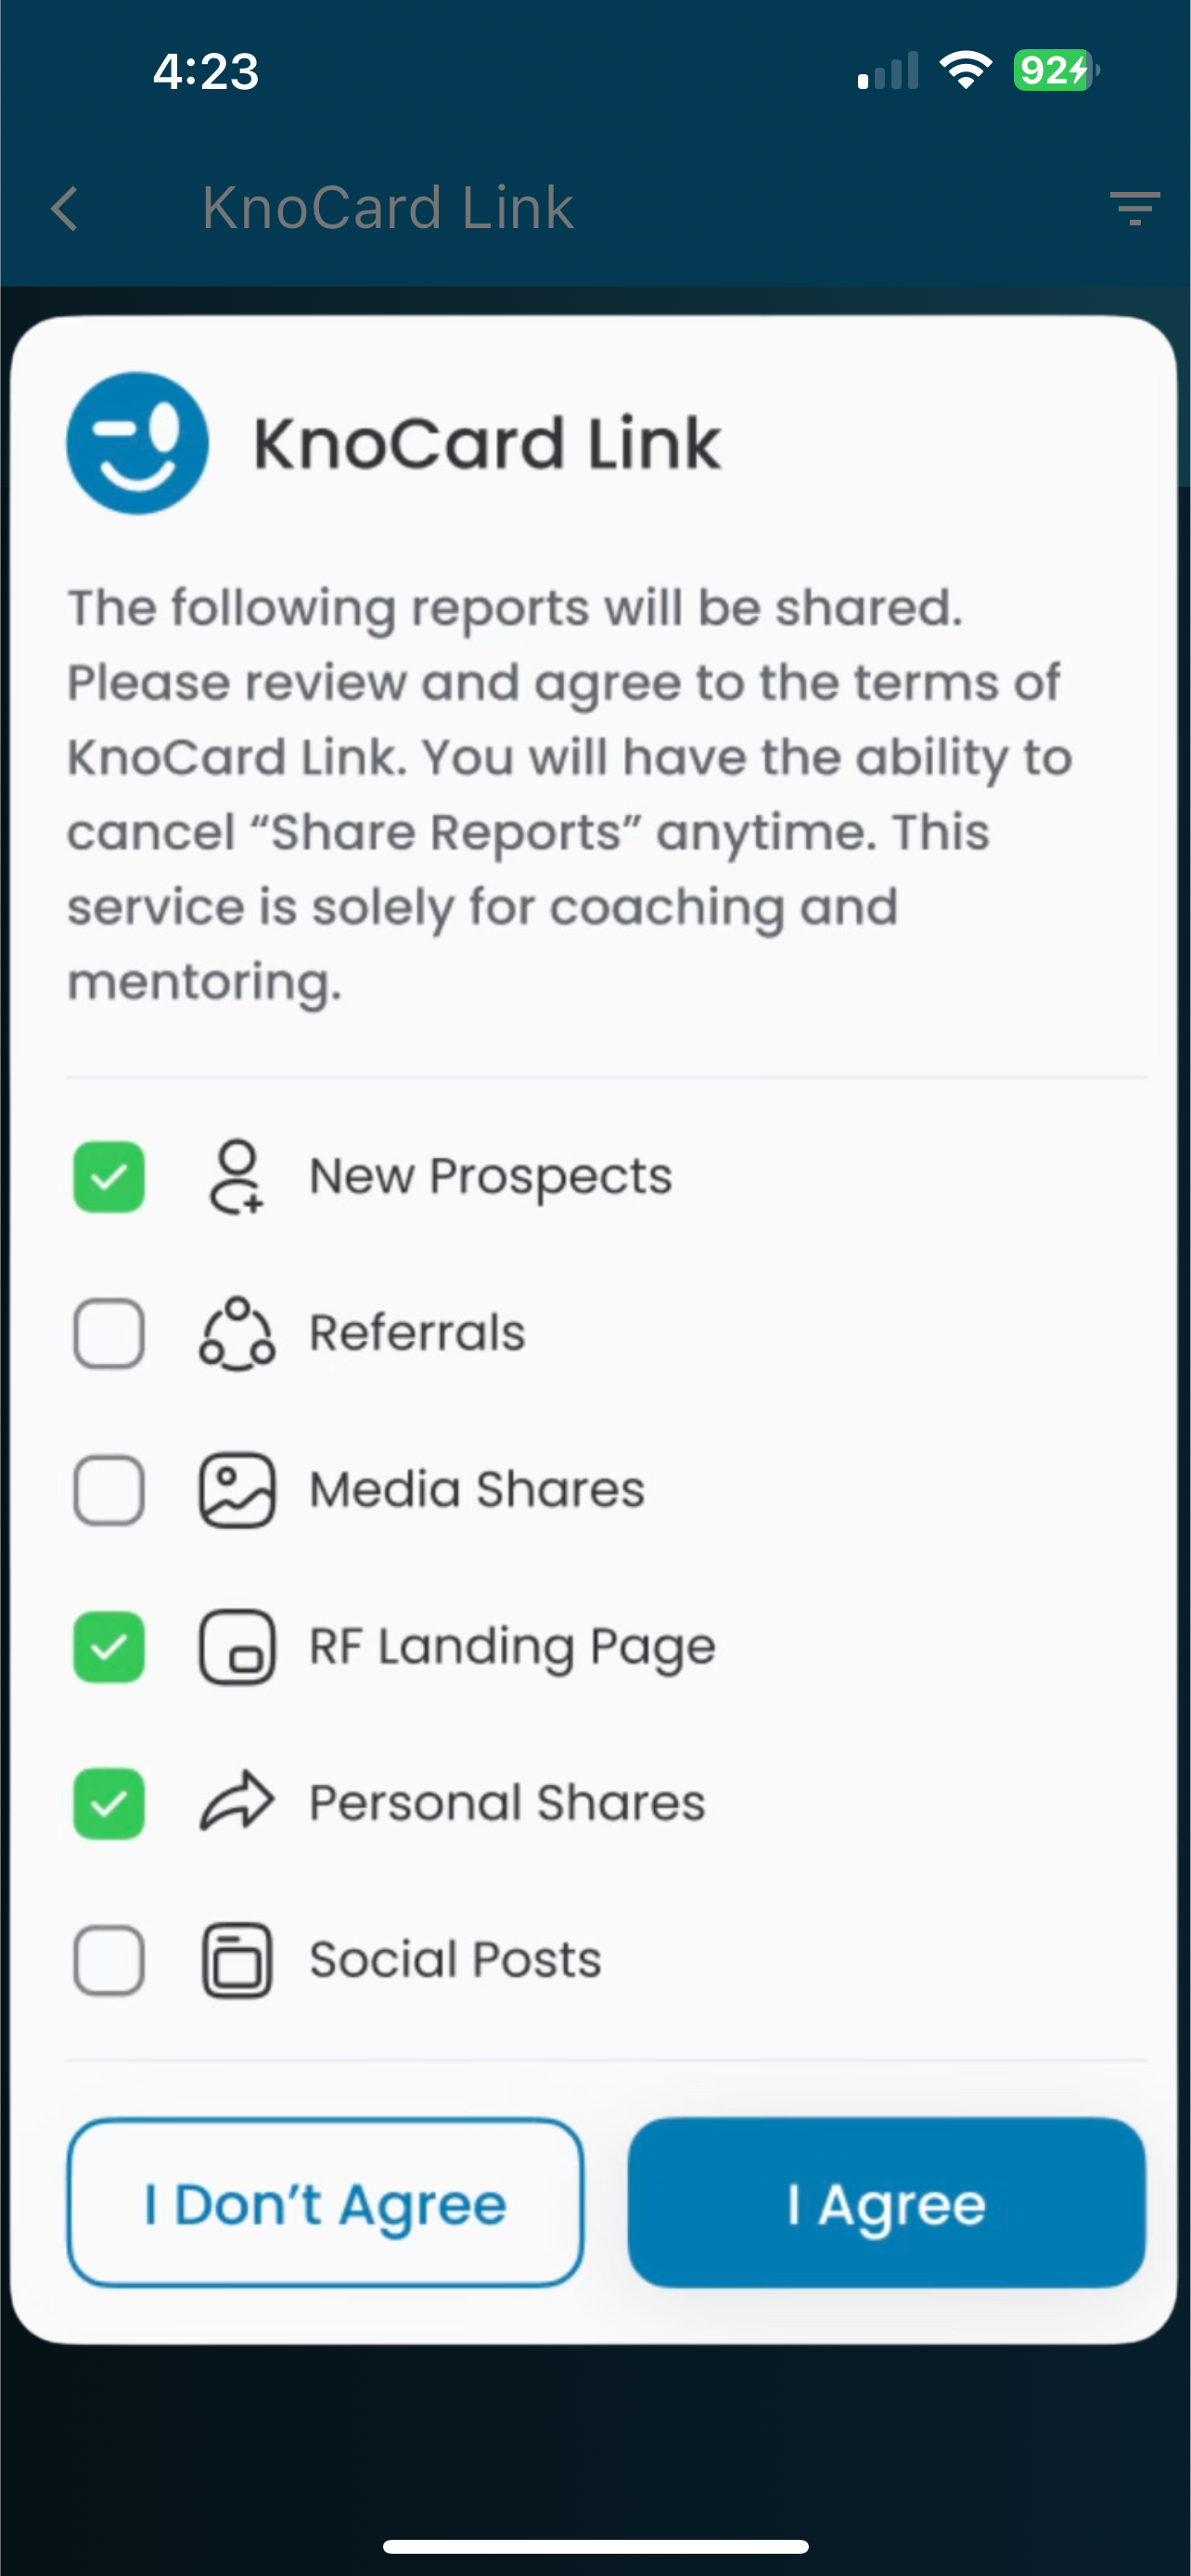 4:23
92
KnoCard Link
KnoCard Link
The following reports will be shared.
Please review and agree to the terms of
KnoCard Link. You will have the ability to
cancel “Share Reports” anytime. This
service is solely for coaching and
mentoring.
New Prospects
Referrals
Media Shares
RF Landing Page
Personal Shares
Social Posts
I Don’t Agree
I Agree